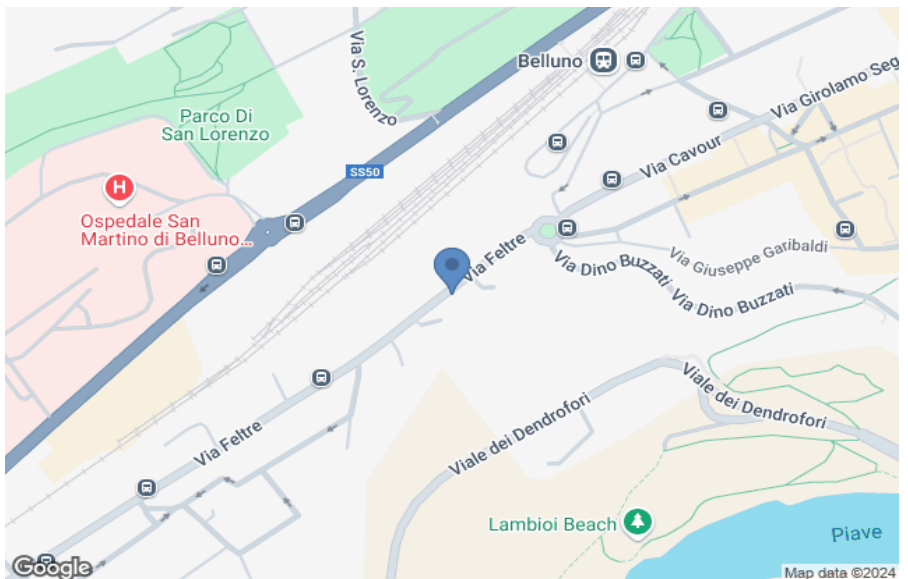 Via S. Lorenzo
Belluno
Parco Di
San Lorenzo
Via Girolamo Seg
SS50
Via Cavour
H
Ospedale San
Martino di Belluno...
Via Feltre
Via Giuseppe Garibaldi
Via Dino Buzzati
Via Dino Buzzati
Viale dei Dendrofori
Viale dei Dendrofori
Via Feltre
Lambioi Beach
Piave
Google
Map data ©2024